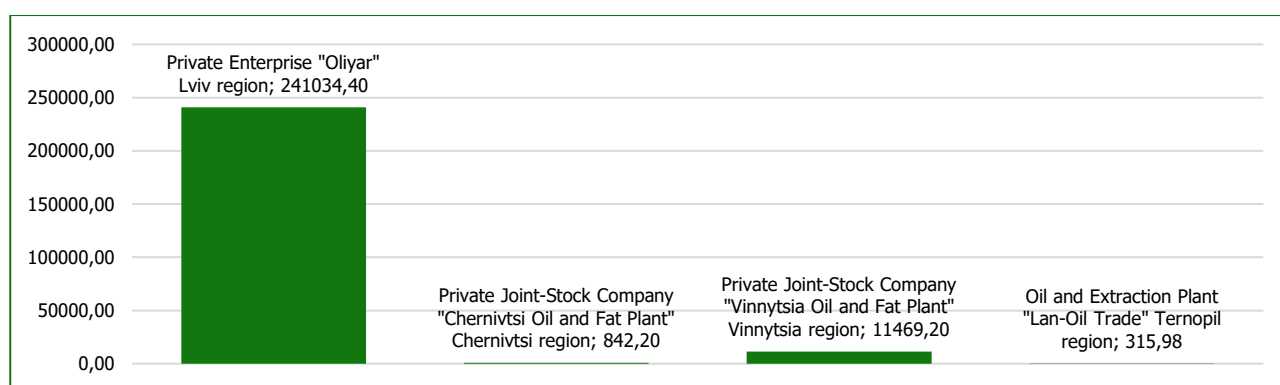 300000,00
250000,00
200000,00
150000,00
100000,00
50000,00
0,00
Private Enterprise "Oliyar"
Lviv region; 241034,40
Private Joint-Stock Company
"Chernivtsi Oil and Fat Plant"
Chernivtsi region; 842,20
Private Joint-Stock Company
"Vinnytsia Oil and Fat Plant"
Vinnytsia region; 11469,20
Oil and Extraction Plant
"Lan-Oil Trade" Ternopil
region; 315,98